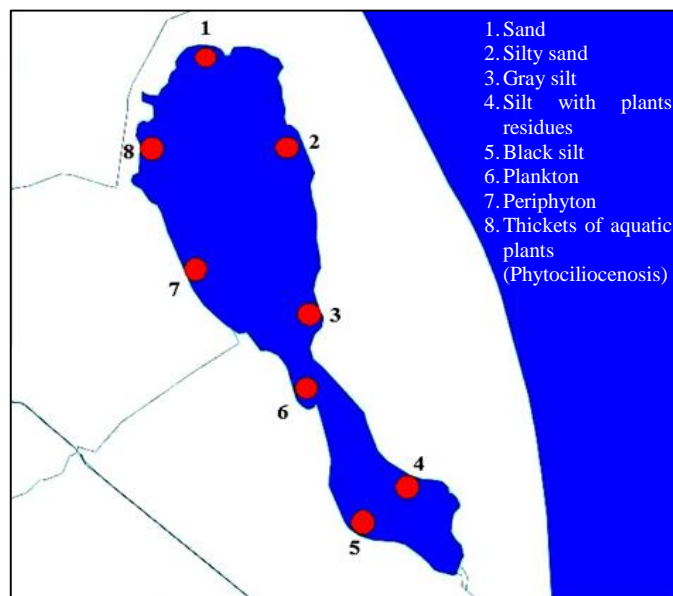 1
1. Sand
2. Silty sand
3. Gray silt
4. Silt with plants
residues
5. Black silt
6. Plankton
7. Periphyton
8. Thickets of aquatic
plants
(Phytociliocenosis)
8
2
7
3
6
4
5